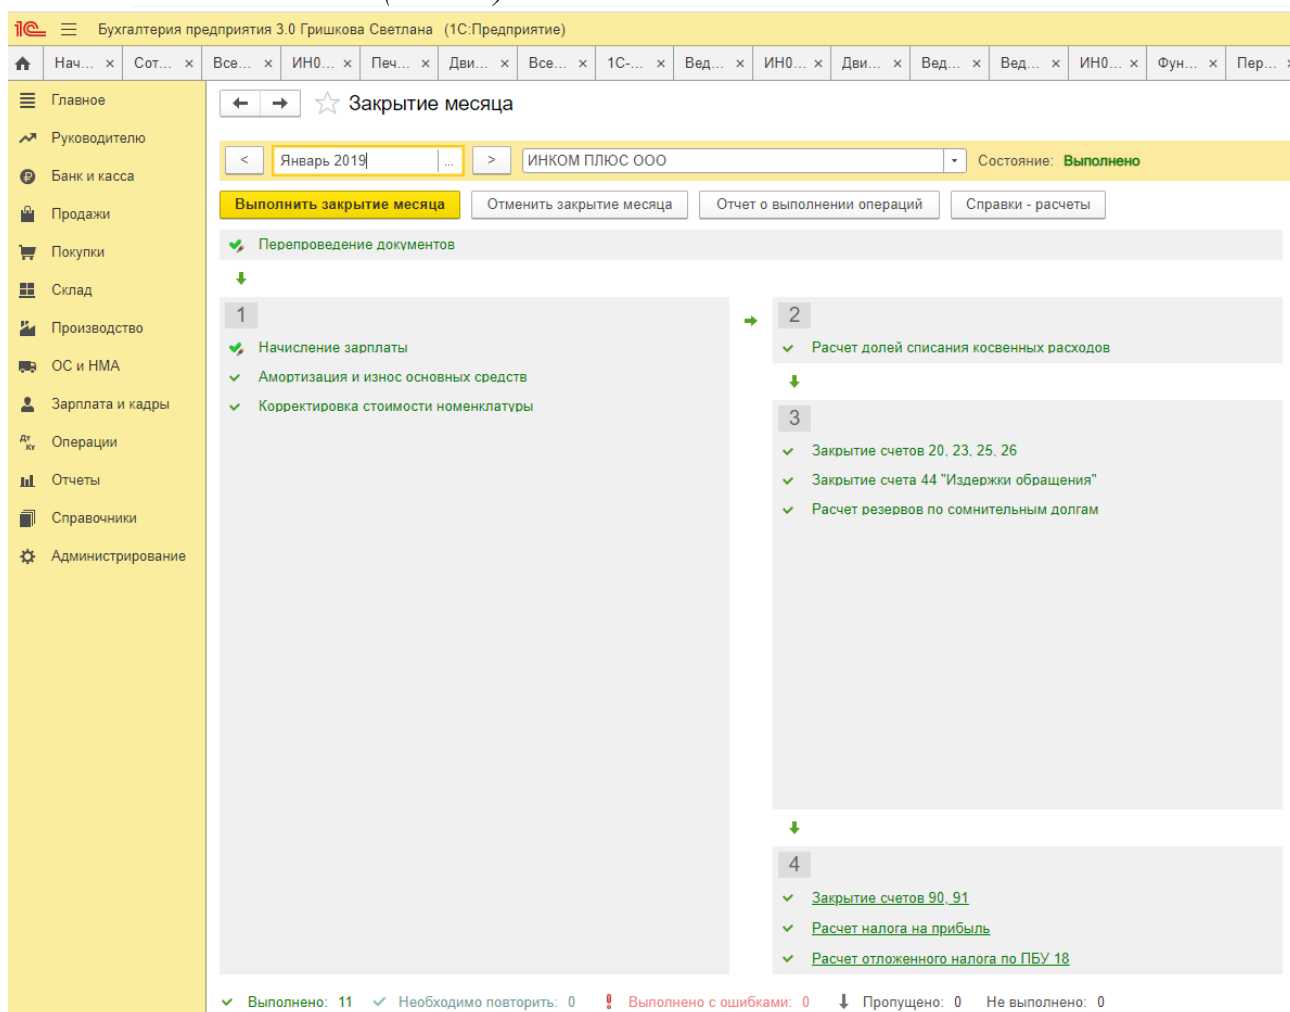 1С Бухгалтерия предприятия 3.0 Гришкова Светлана (1С:Предприятие)
Нач... × Сот... × Все... × ИН0... × Печ... × Дви... × Все... × 1С-... × Вед... × ИН0... × Дви... × Вед... × Вед... × ИН0... × Фун... × Пер...
Главное
Руководителю
Банк и касса
Продажи
Покупки
Склад
Производство
ОС и НМА
Зарплата и кадры
Дт Кт Операции
Отчеты
Справочники
Администрирование
Закрытие месяца
< Январь 2019 ... > ИНКОМ ПЛЮС ООО Состояние: Выполнено
Выполнить закрытие месяца Отменить закрытие месяца Отчет о выполнении операций Справки - расчеты
Перепроведение документов
1
Начисление зарплаты
Амортизация и износ основных средств
Корректировка стоимости номенклатуры
2
Расчет долей списания косвенных расходов
3
Закрытие счетов 20, 23, 25, 26
Закрытие счета 44 "Издержки обращения"
Расчет резервов по сомнительным долгам
4
Закрытие счетов 90, 91
Расчет налога на прибыль
Расчет отложенного налога по ПБУ 18
Выполнено: 11 Необходимо повторить: 0 Выполнено с ошибками: 0 Пропущено: 0 Не выполнено: 0